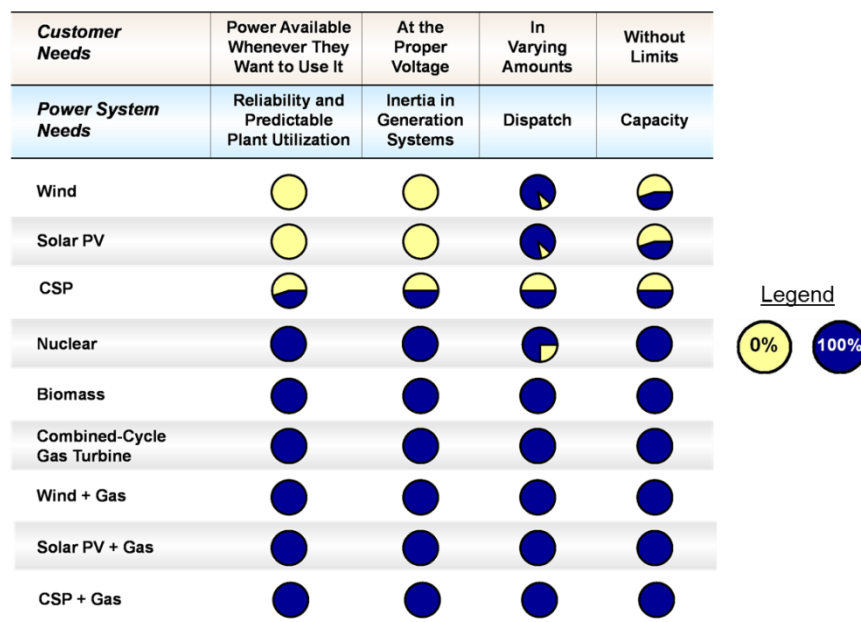 Customer
Needs
Power Available
Whenever They
Want to Use It
At the
Proper
Voltage
In
Varying
Amounts
Without
Limits
Power System
Needs
Reliability and
Predictable
Plant Utilization
Inertia in
Generation
Systems
Dispatch
Capacity
Wind
Solar PV
CSP
Nuclear
Biomass
Combined-Cycle
Gas Turbine
Wind + Gas
Solar PV + Gas
CSP + Gas
Legend
0%
100%